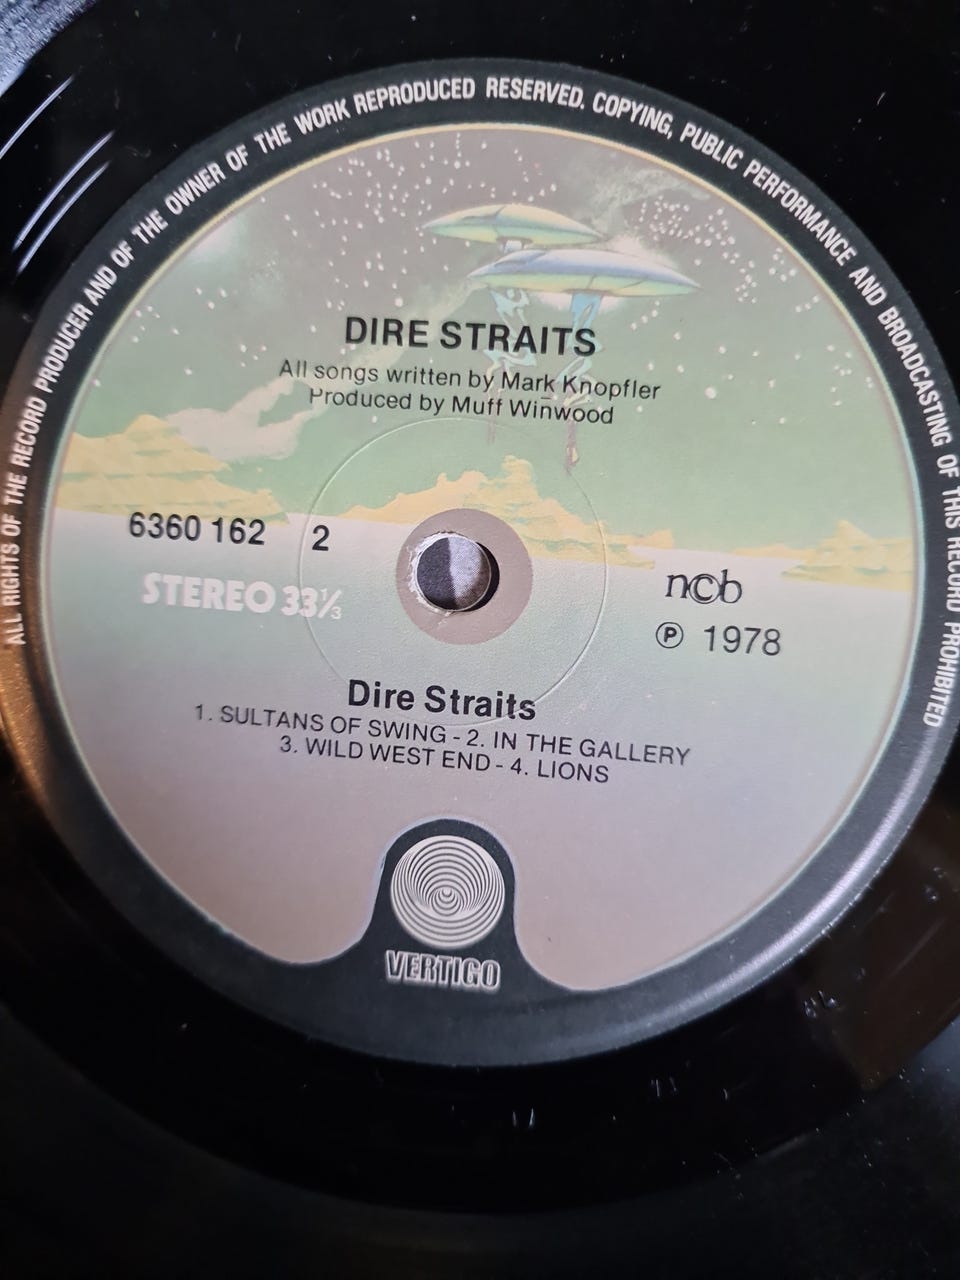 ALL RIGHTS OF THE RECORD PRODUCER AND OF THE OWNER OF THE WORK REPRODUCED RESERVED. COPYING, PUBLIC PERFORMANCE AND BROADCASTING OF THIS RECORD PROHIBITED
DIRE STRAITS
All songs written by Mark Knopfler
Produced by Muff Winwood
6360 162 2
STEREO 33⅓
ncb
℗ 1978
Dire Straits
1. SULTANS OF SWING - 2. IN THE GALLERY
3. WILD WEST END - 4. LIONS
VERTIGO